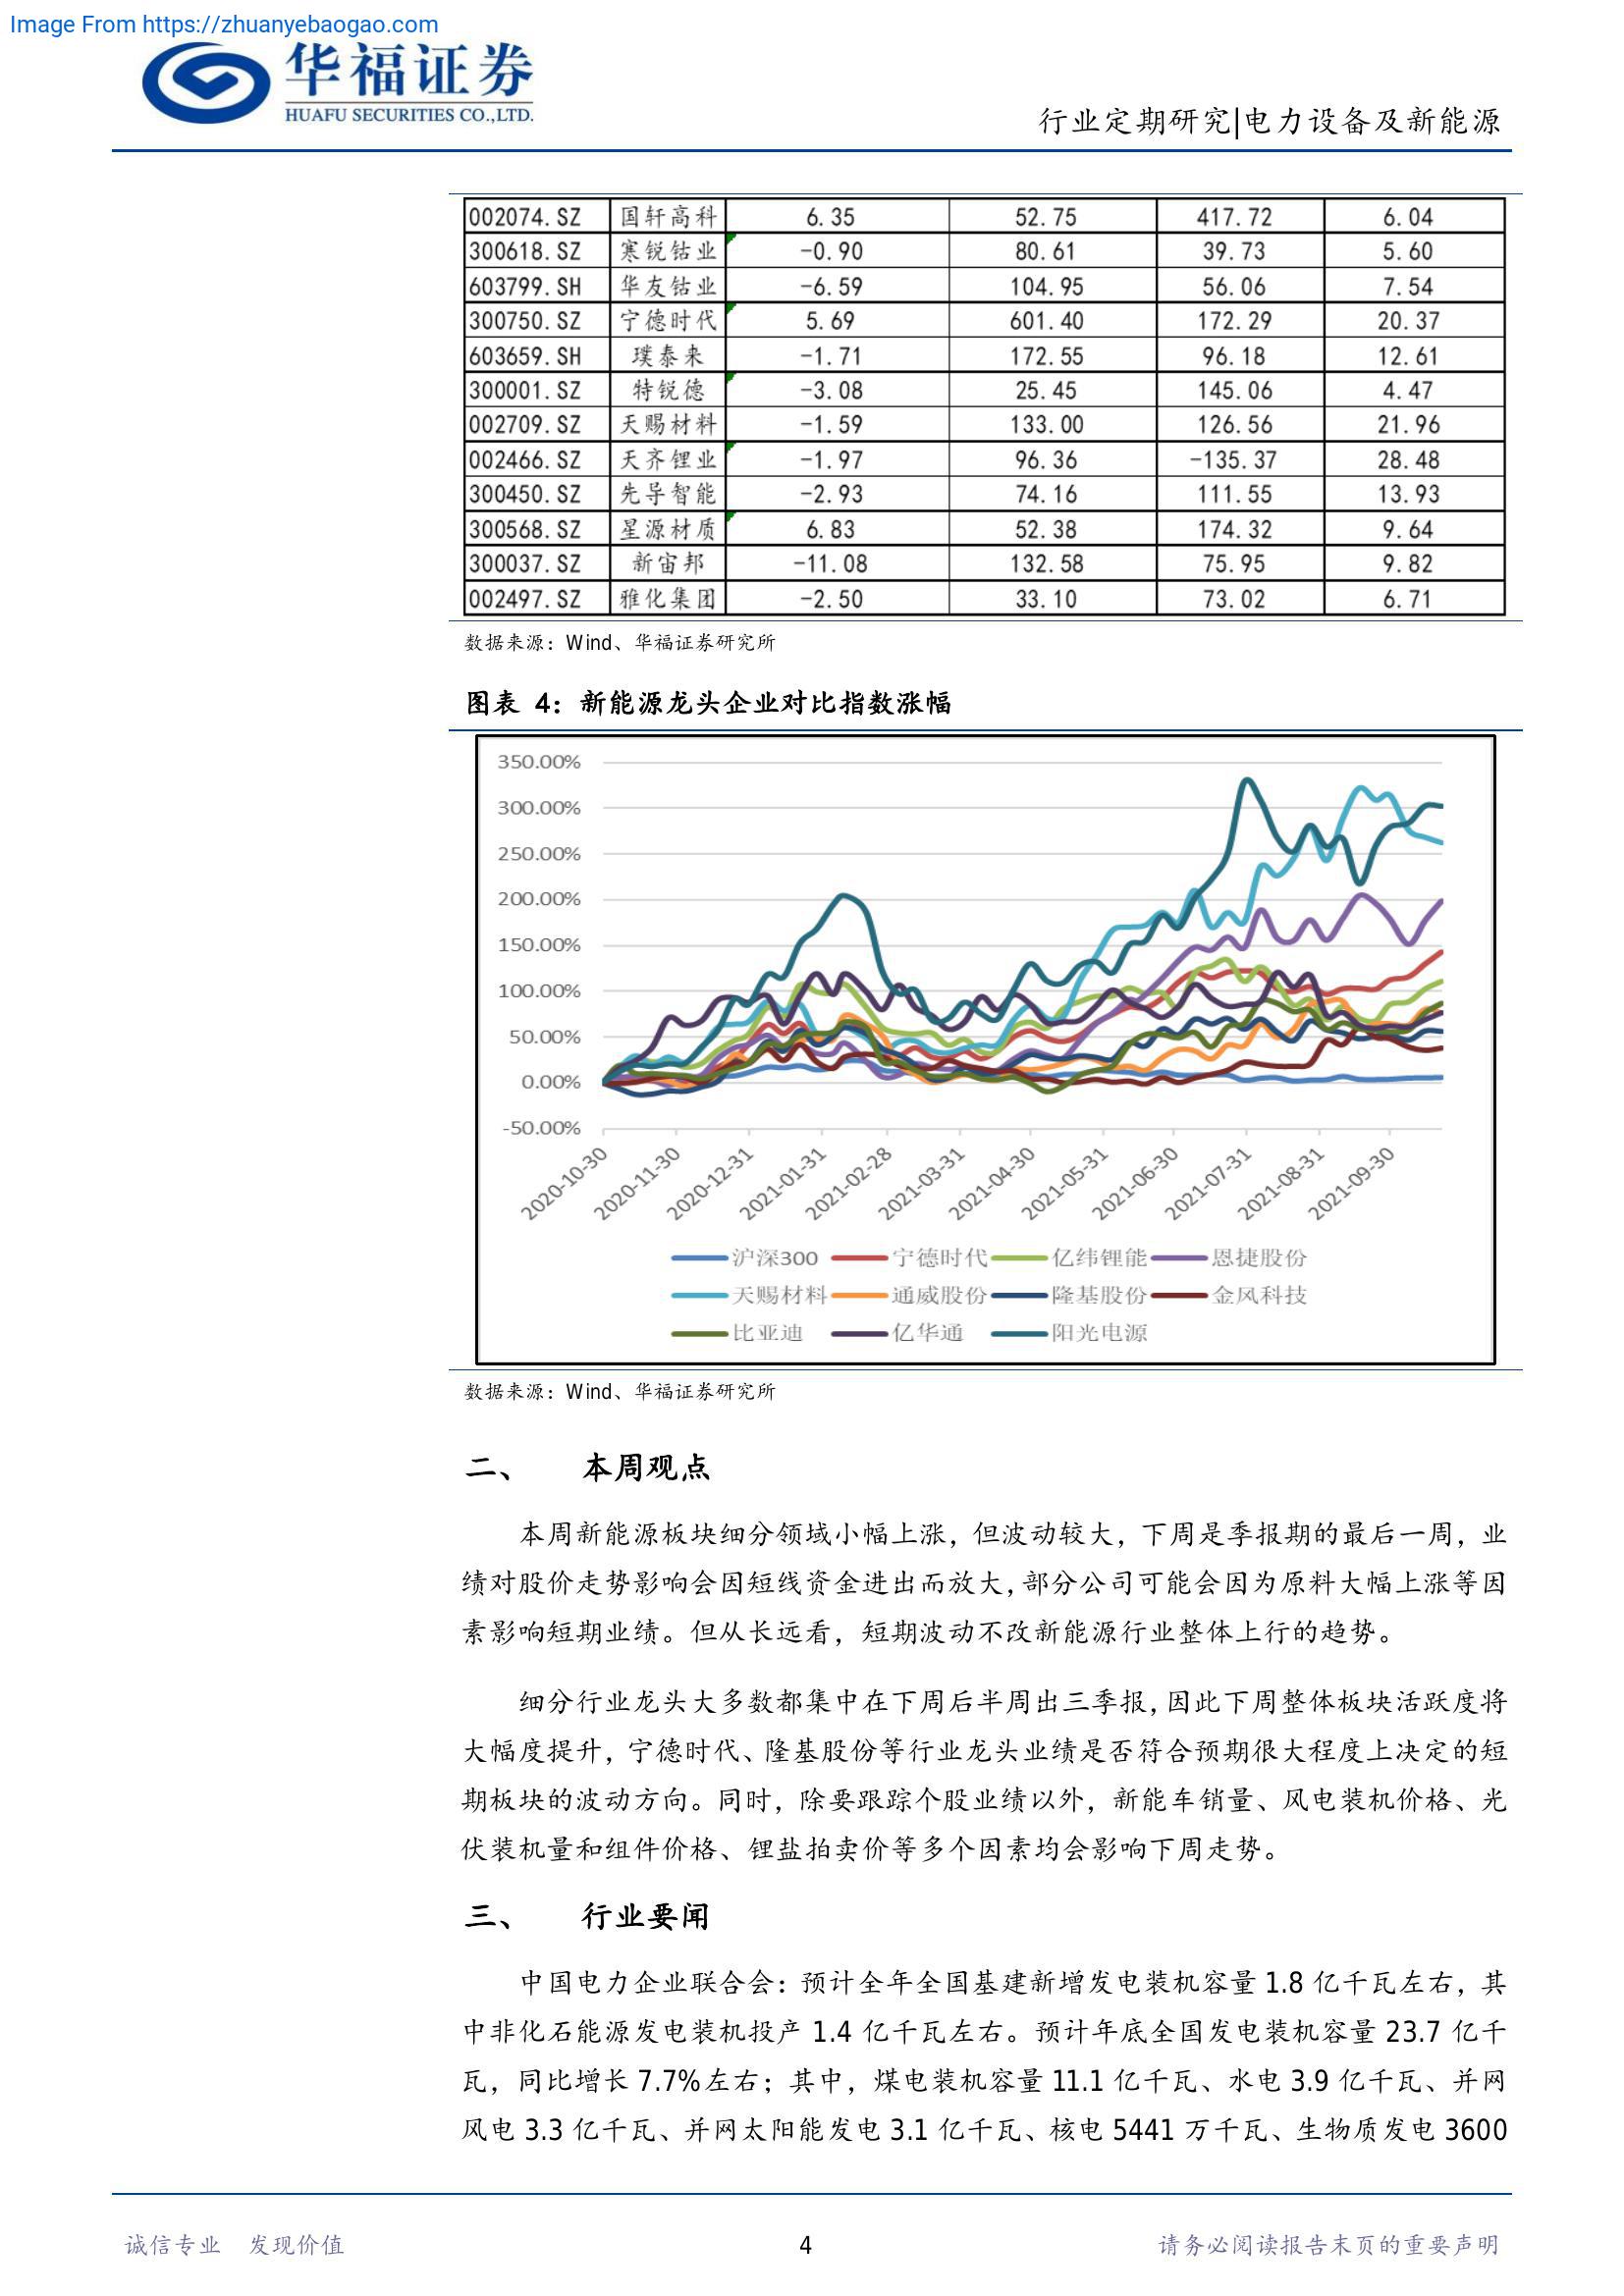 Image From https://zhuanyebaogao.com
华福证券
HUAFU SECURITIES CO.,LTD.
行业定期研究|电力设备及新能源
002074.SZ 国轩高科 6.35 52.75 417.72 6.04
300618.SZ 寒锐钴业 -0.90 80.61 39.73 5.60
603799.SH 华友钴业 -6.59 104.95 56.06 7.54
300750.SZ 宁德时代 5.69 601.40 172.29 20.37
603659.SH 璞泰来 -1.71 172.55 96.18 12.61
300001.SZ 特锐德 -3.08 25.45 145.06 4.47
002709.SZ 天赐材料 -1.59 133.00 126.56 21.96
002466.SZ 天齐锂业 -1.97 96.36 -135.37 28.48
300450.SZ 先导智能 -2.93 74.16 111.55 13.93
300568.SZ 星源材质 6.83 52.38 174.32 9.64
300037.SZ 新宙邦 -11.08 132.58 75.95 9.82
002497.SZ 雅化集团 -2.50 33.10 73.02 6.71
数据来源：Wind、华福证券研究所
图表 4：新能源龙头企业对比指数涨幅
350.00%
300.00%
250.00%
200.00%
150.00%
100.00%
50.00%
0.00%
-50.00%
2020-10-30 2020-11-30 2020-12-31 2021-01-31 2021-02-28 2021-03-31 2021-04-30 2021-05-31 2021-06-30 2021-07-31 2021-08-31 2021-09-30
沪深300 宁德时代 亿纬锂能 恩捷股份
天赐材料 通威股份 隆基股份 金风科技
比亚迪 亿华通 阳光电源
数据来源：Wind、华福证券研究所
二、 本周观点
本周新能源板块细分领域小幅上涨，但波动较大，下周是季报期的最后一周，业
绩对股价走势影响会因短线资金进出而放大，部分公司可能会因为原料大幅上涨等因
素影响短期业绩。但从长远看，短期波动不改新能源行业整体上行的趋势。
细分行业龙头大多数都集中在下周后半周出三季报，因此下周整体板块活跃度将
大幅度提升，宁德时代、隆基股份等行业龙头业绩是否符合预期很大程度上决定的短
期板块的波动方向。同时，除要跟踪个股业绩以外，新能车销量、风电装机价格、光
伏装机量和组件价格、锂盐拍卖价等多个因素均会影响下周走势。
三、 行业要闻
中国电力企业联合会：预计全年全国基建新增发电装机容量 1.8 亿千瓦左右，其
中非化石能源发电装机投产 1.4 亿千瓦左右。预计年底全国发电装机容量 23.7 亿千
瓦，同比增长 7.7%左右；其中，煤电装机容量 11.1 亿千瓦、水电 3.9 亿千瓦、并网
风电 3.3 亿千瓦、并网太阳能发电 3.1 亿千瓦、核电 5441 万千瓦、生物质发电 3600
诚信专业 发现价值
4
请务必阅读报告末页的重要声明